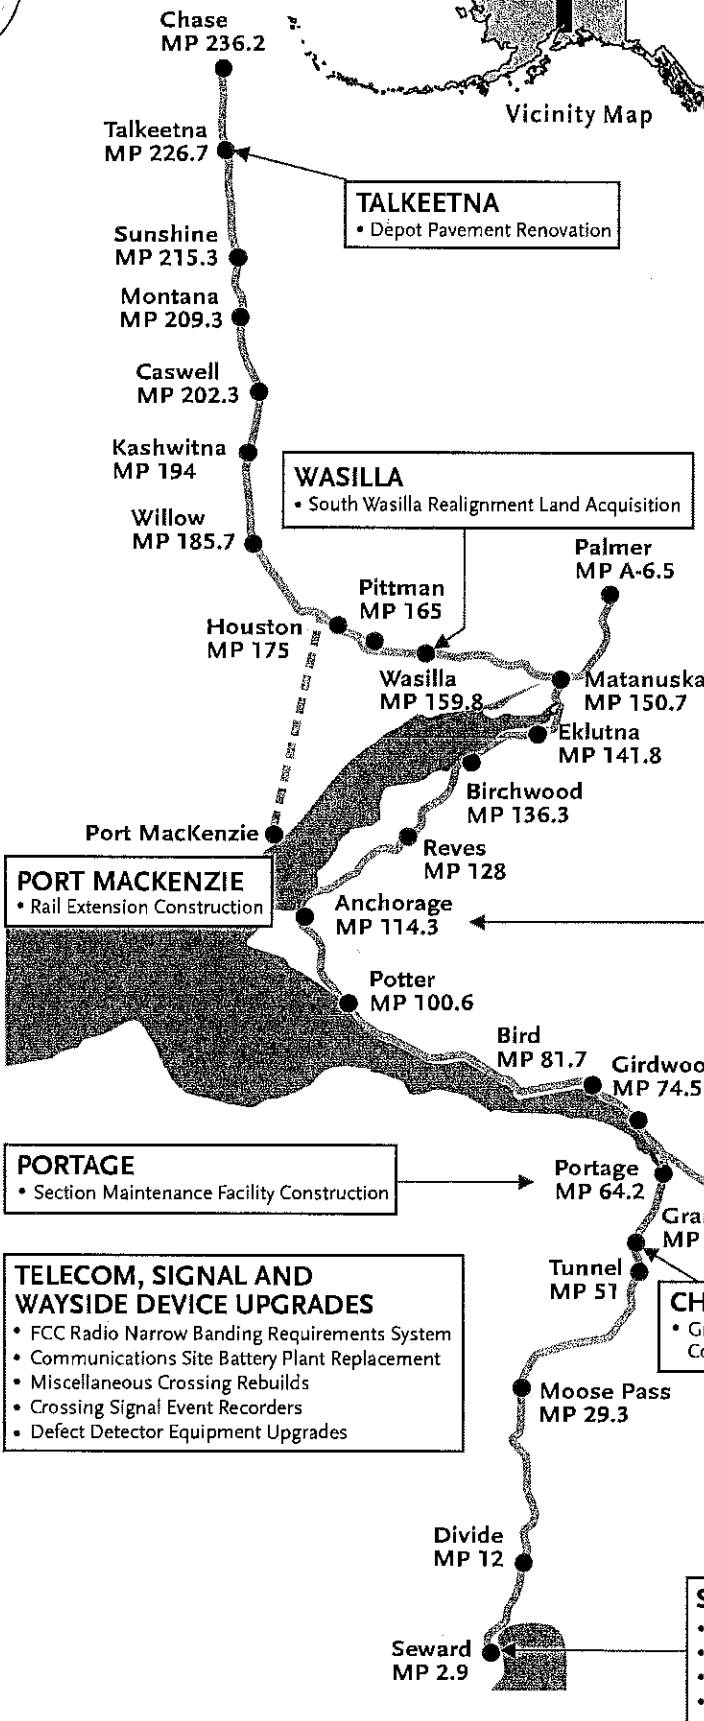 Chase
MP 236.2
Vicinity Map
Talkeetna
MP 226.7
TALKEETNA
• Depot Pavement Renovation
Sunshine
MP 215.3
Montana
MP 209.3
Caswell
MP 202.3
Kashwitna
MP 194
WASILLA
• South Wasilla Realignment Land Acquisition
Willow
MP 185.7
Palmer
MP A-6.5
Pittman
MP 165
Houston
MP 175
Wasilla
MP 159.8
Matanuska
MP 150.7
Eklutna
MP 141.8
Birchwood
MP 136.3
Port MacKenzie
Reves
MP 128
PORT MACKENZIE
• Rail Extension Construction
Anchorage
MP 114.3
Potter
MP 100.6
Bird
MP 81.7
Girdwoo
MP 74.5
PORTAGE
• Section Maintenance Facility Construction
Portage
MP 64.2
Gra
MP
Tunnel
MP 51
TELECOM, SIGNAL AND
WAYSIDE DEVICE UPGRADES
• FCC Radio Narrow Banding Requirements System
• Communications Site Battery Plant Replacement
• Miscellaneous Crossing Rebuilds
• Crossing Signal Event Recorders
• Defect Detector Equipment Upgrades
CH
• G
Co
Moose Pass
MP 29.3
Divide
MP 12
S
Seward
MP 2.9